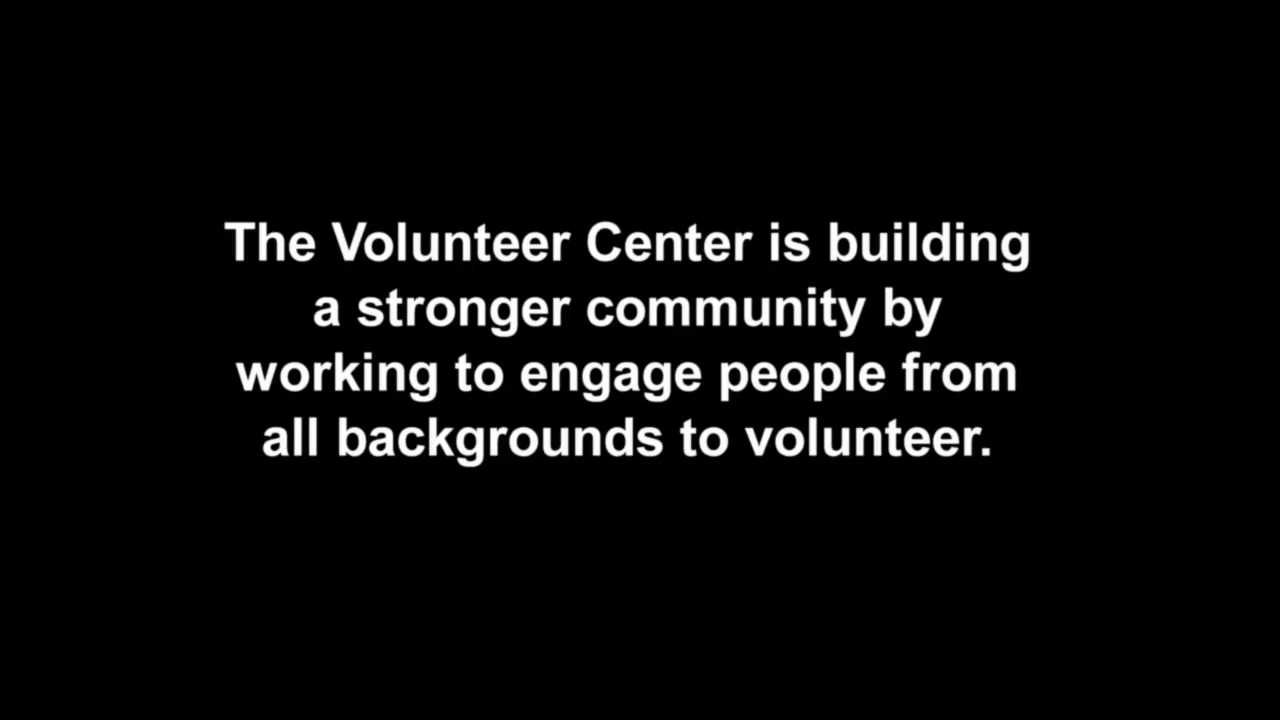 The Volunteer Center is building
a stronger community by
working to engage people from
all backgrounds to volunteer.